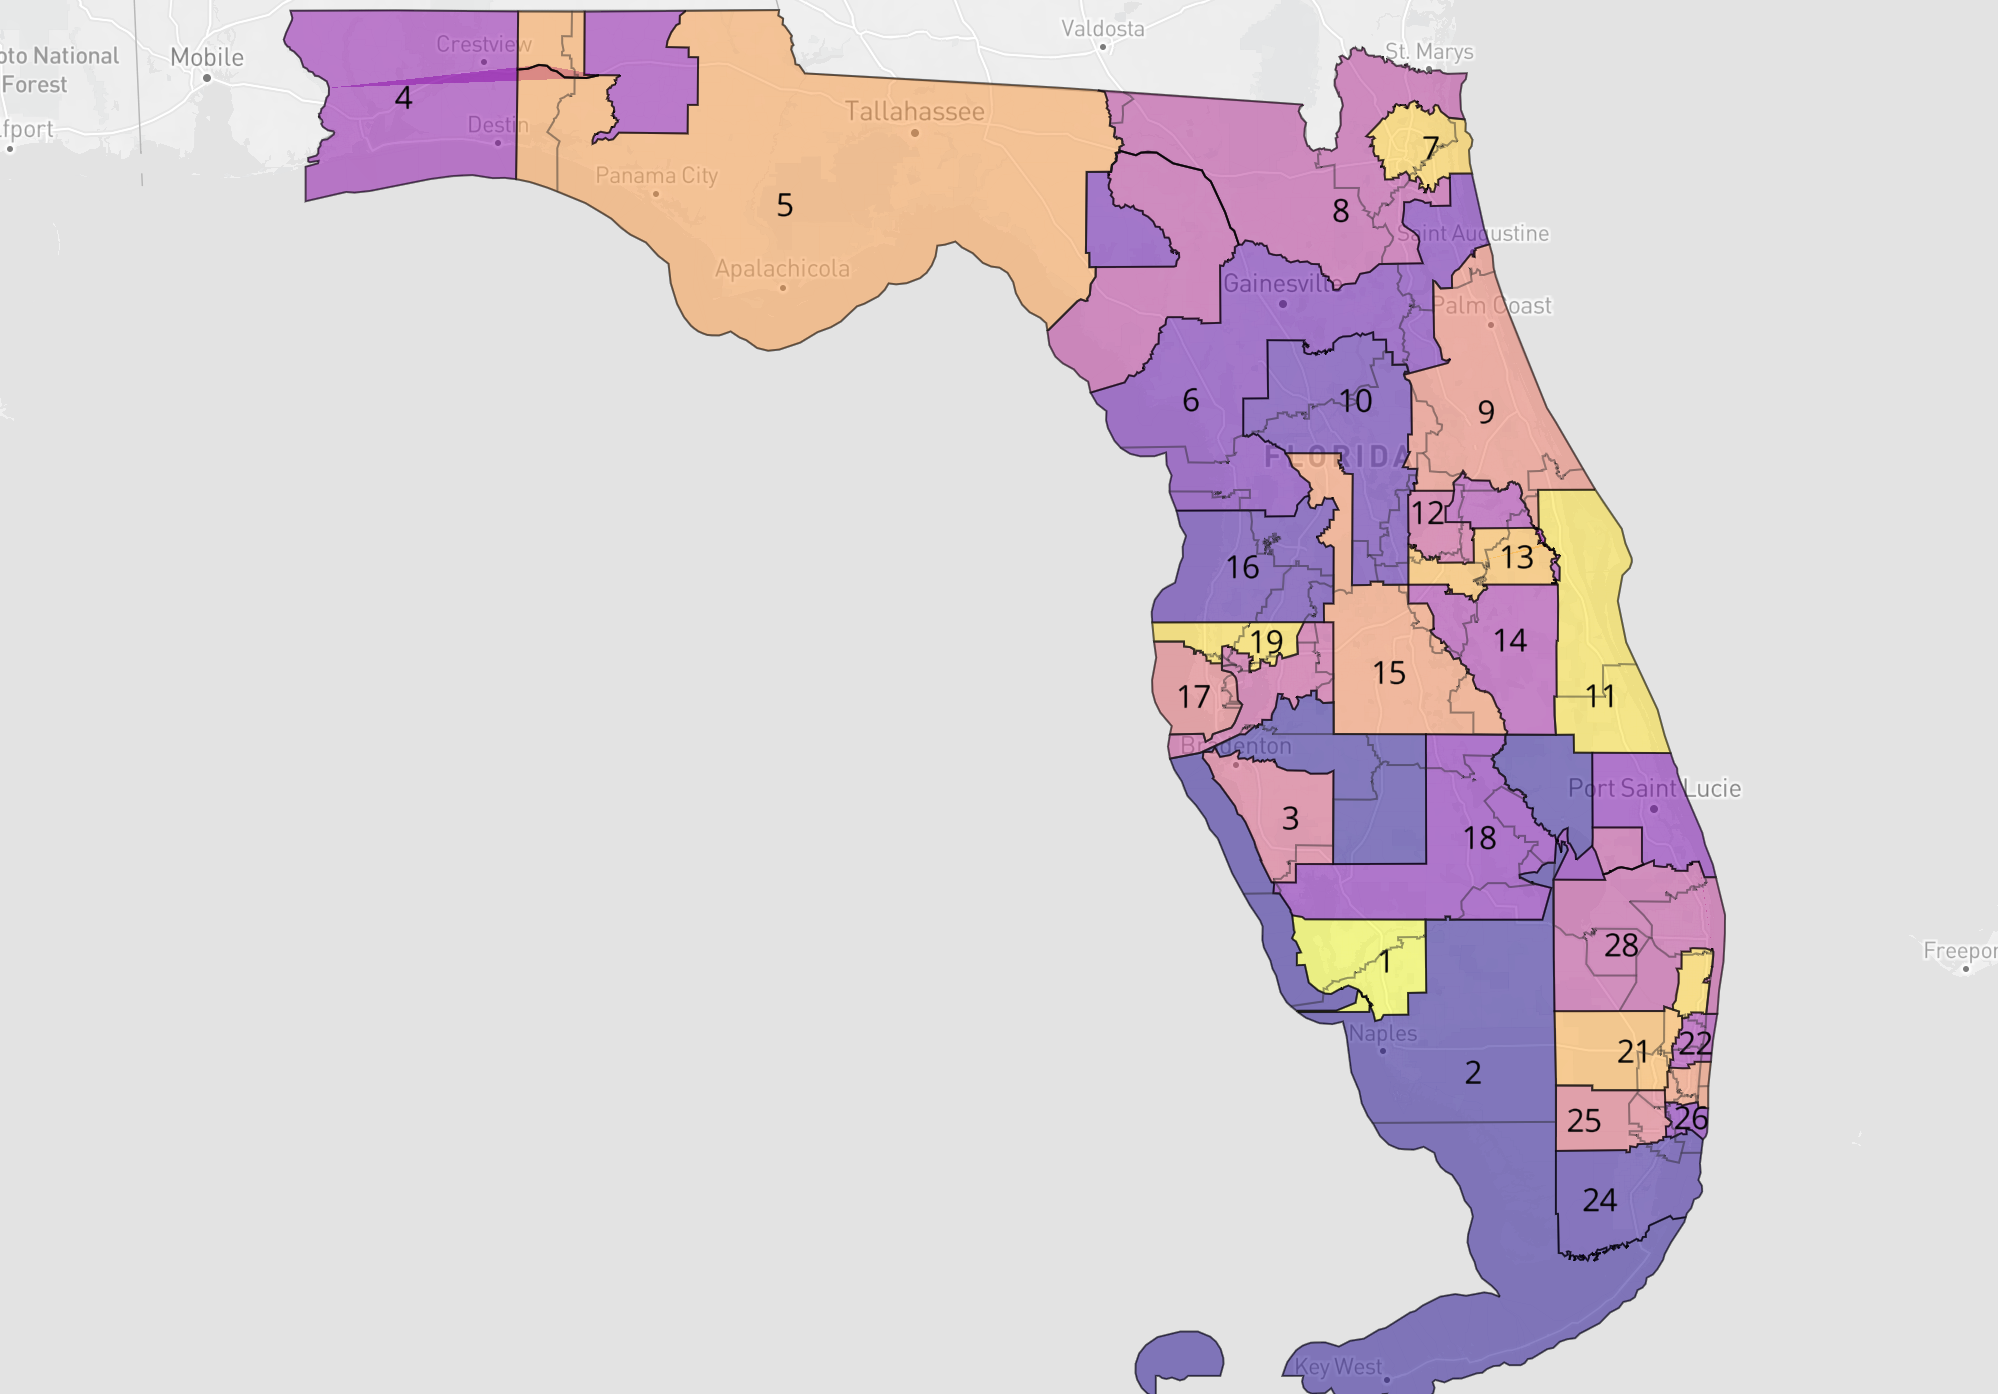 Valdosta
St. Marys
Crestview
oto National
Forest
Mobile
4
Tallahassee
lfport
Destin
7
Panama City
5
8
Saint Augustine
Apalachicola
Gainesville
Palm Coast
6
10
9
FLORIDA
12
13
16
19
14
15
17
11
Bradenton
Port Saint Lucie
3
18
28
Freepor
1
Naples
22
21
2
26
25
24
Key West